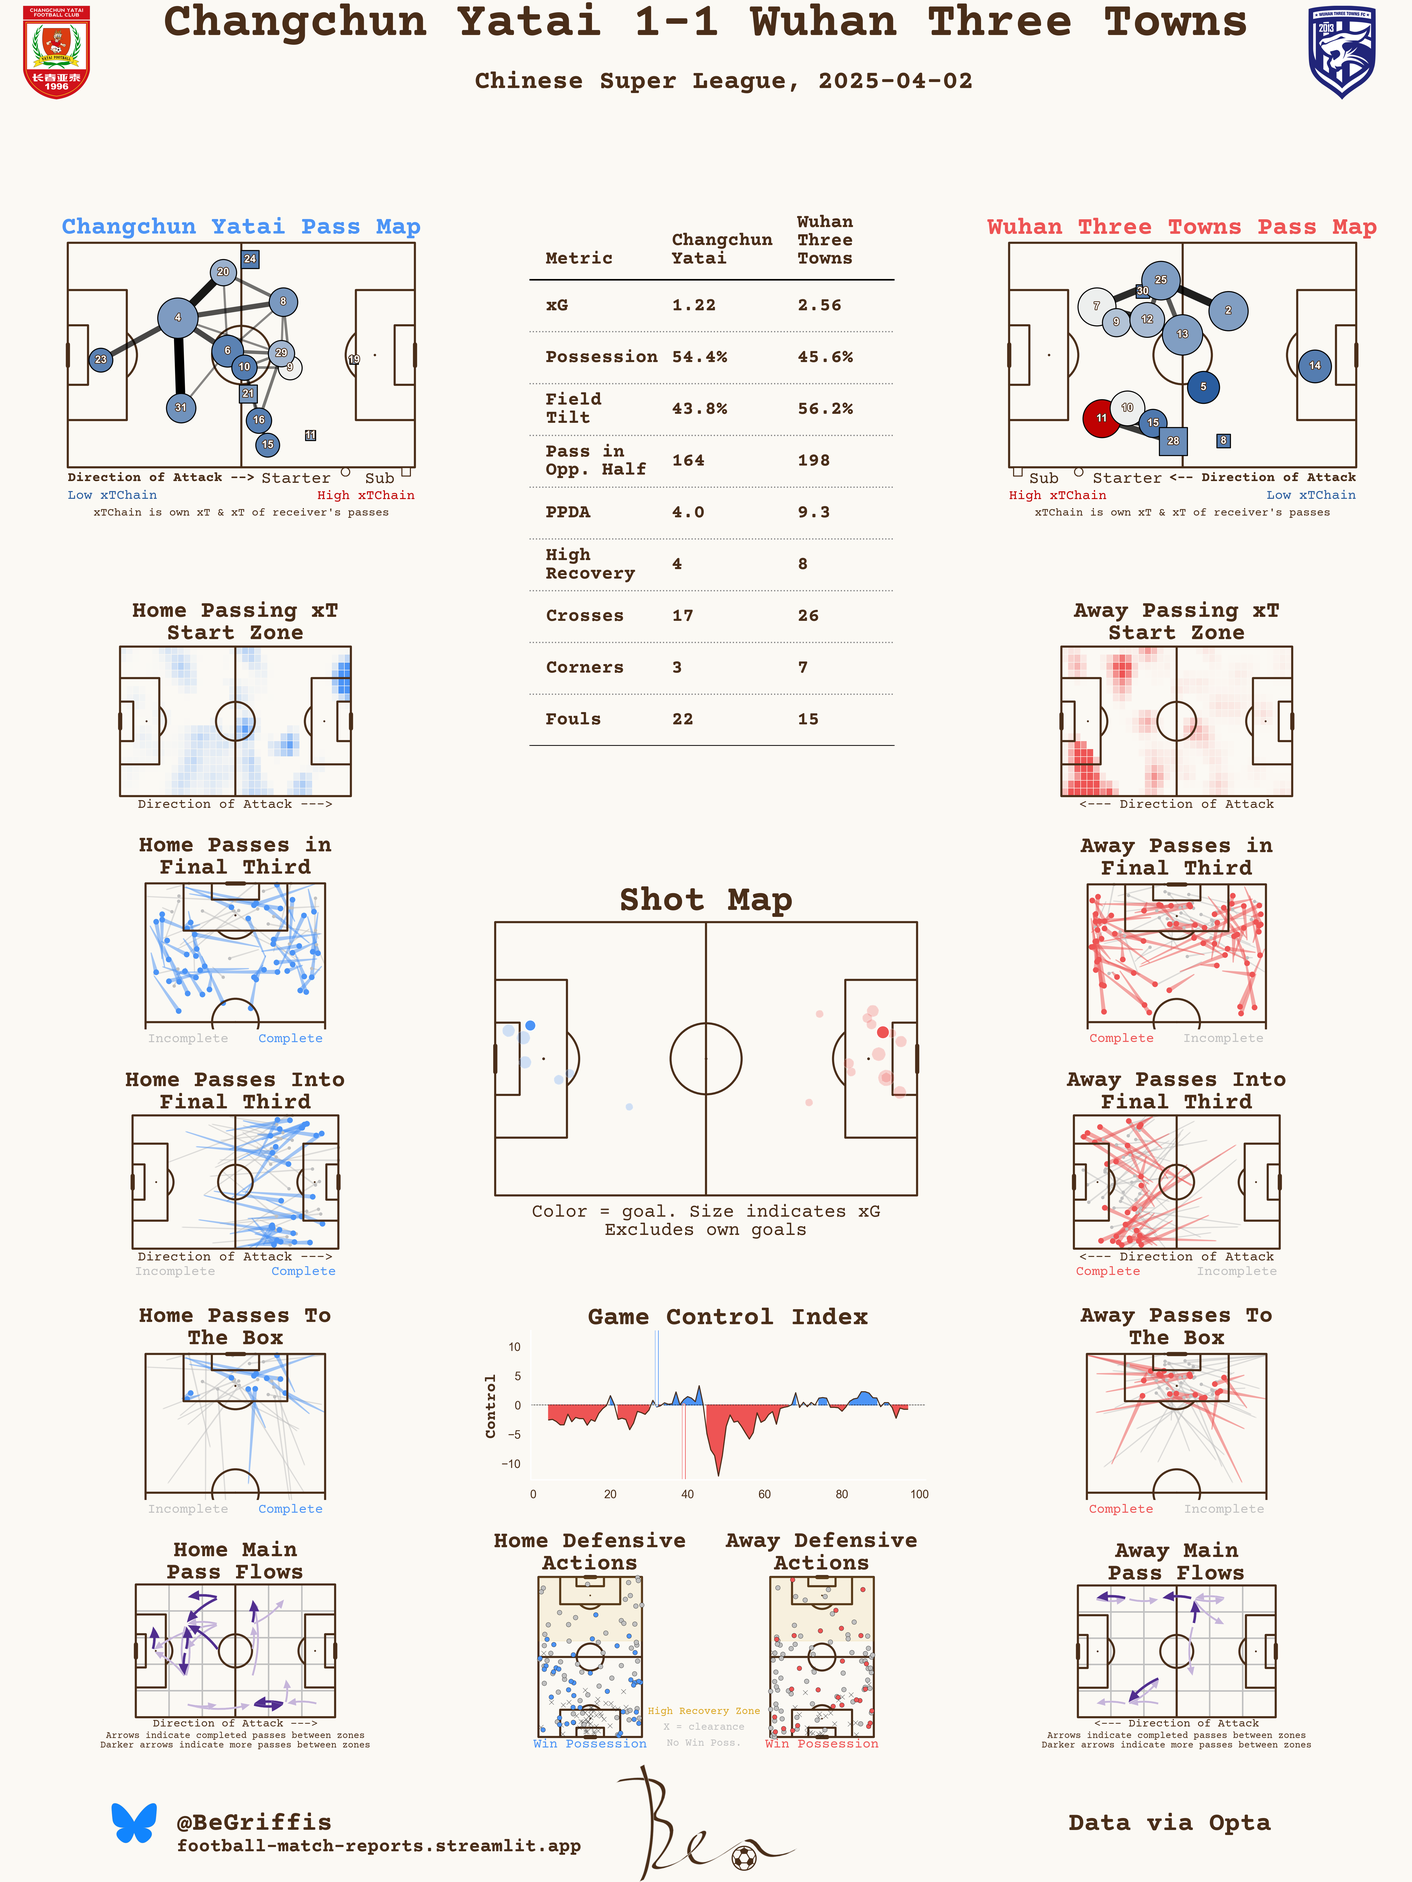 Changchun Yatai 1-1 Wuhan Three Towns
Chinese Super League, 2025-04-02
CHANGCHUN YATAI
FOOTBALL CLUB
YATAI FOOTBALL
长春亚泰
1996
WUHAN THREE TOWNS FC
2013
Changchun Yatai Pass Map
24
20
8
4
6
29
23
10
9
19
21
31
16
15
11
Direction of Attack --> Starter Sub
Low xTChain High xTChain
xTChain is own xT & xT of receiver's passes
Metric Changchun Yatai Wuhan Three Towns
xG 1.22 2.56
Possession 54.4% 45.6%
Field Tilt 43.8% 56.2%
Pass in Opp. Half 164 198
PPDA 4.0 9.3
High Recovery 4 8
Crosses 17 26
Corners 3 7
Fouls 22 15
Wuhan Three Towns Pass Map
25
30
7
2
9
12
13
14
5
10
11
15
28
8
Sub Starter <-- Direction of Attack
High xTChain Low xTChain
xTChain is own xT & xT of receiver's passes
Home Passing xT
Start Zone
Direction of Attack --->
Away Passing xT
Start Zone
<--- Direction of Attack
Home Passes in
Final Third
Incomplete Complete
Shot Map
Color = goal. Size indicates xG
Excludes own goals
Away Passes in
Final Third
Complete Incomplete
Home Passes Into
Final Third
Direction of Attack --->
Incomplete Complete
Away Passes Into
Final Third
<--- Direction of Attack
Complete Incomplete
Home Passes To
The Box
Incomplete Complete
Game Control Index
Control
10
5
0
−5
−10
0 20 40 60 80 100
Away Passes To
The Box
Complete Incomplete
Home Main
Pass Flows
Direction of Attack --->
Arrows indicate completed passes between zones
Darker arrows indicate more passes between zones
Home Defensive
Actions
Win Possession
High Recovery Zone
X = clearance
No Win Poss.
Away Defensive
Actions
Win Possession
Away Main
Pass Flows
<--- Direction of Attack
Arrows indicate completed passes between zones
Darker arrows indicate more passes between zones
@BeGriffis
football-match-reports.streamlit.app
Ben
Data via Opta